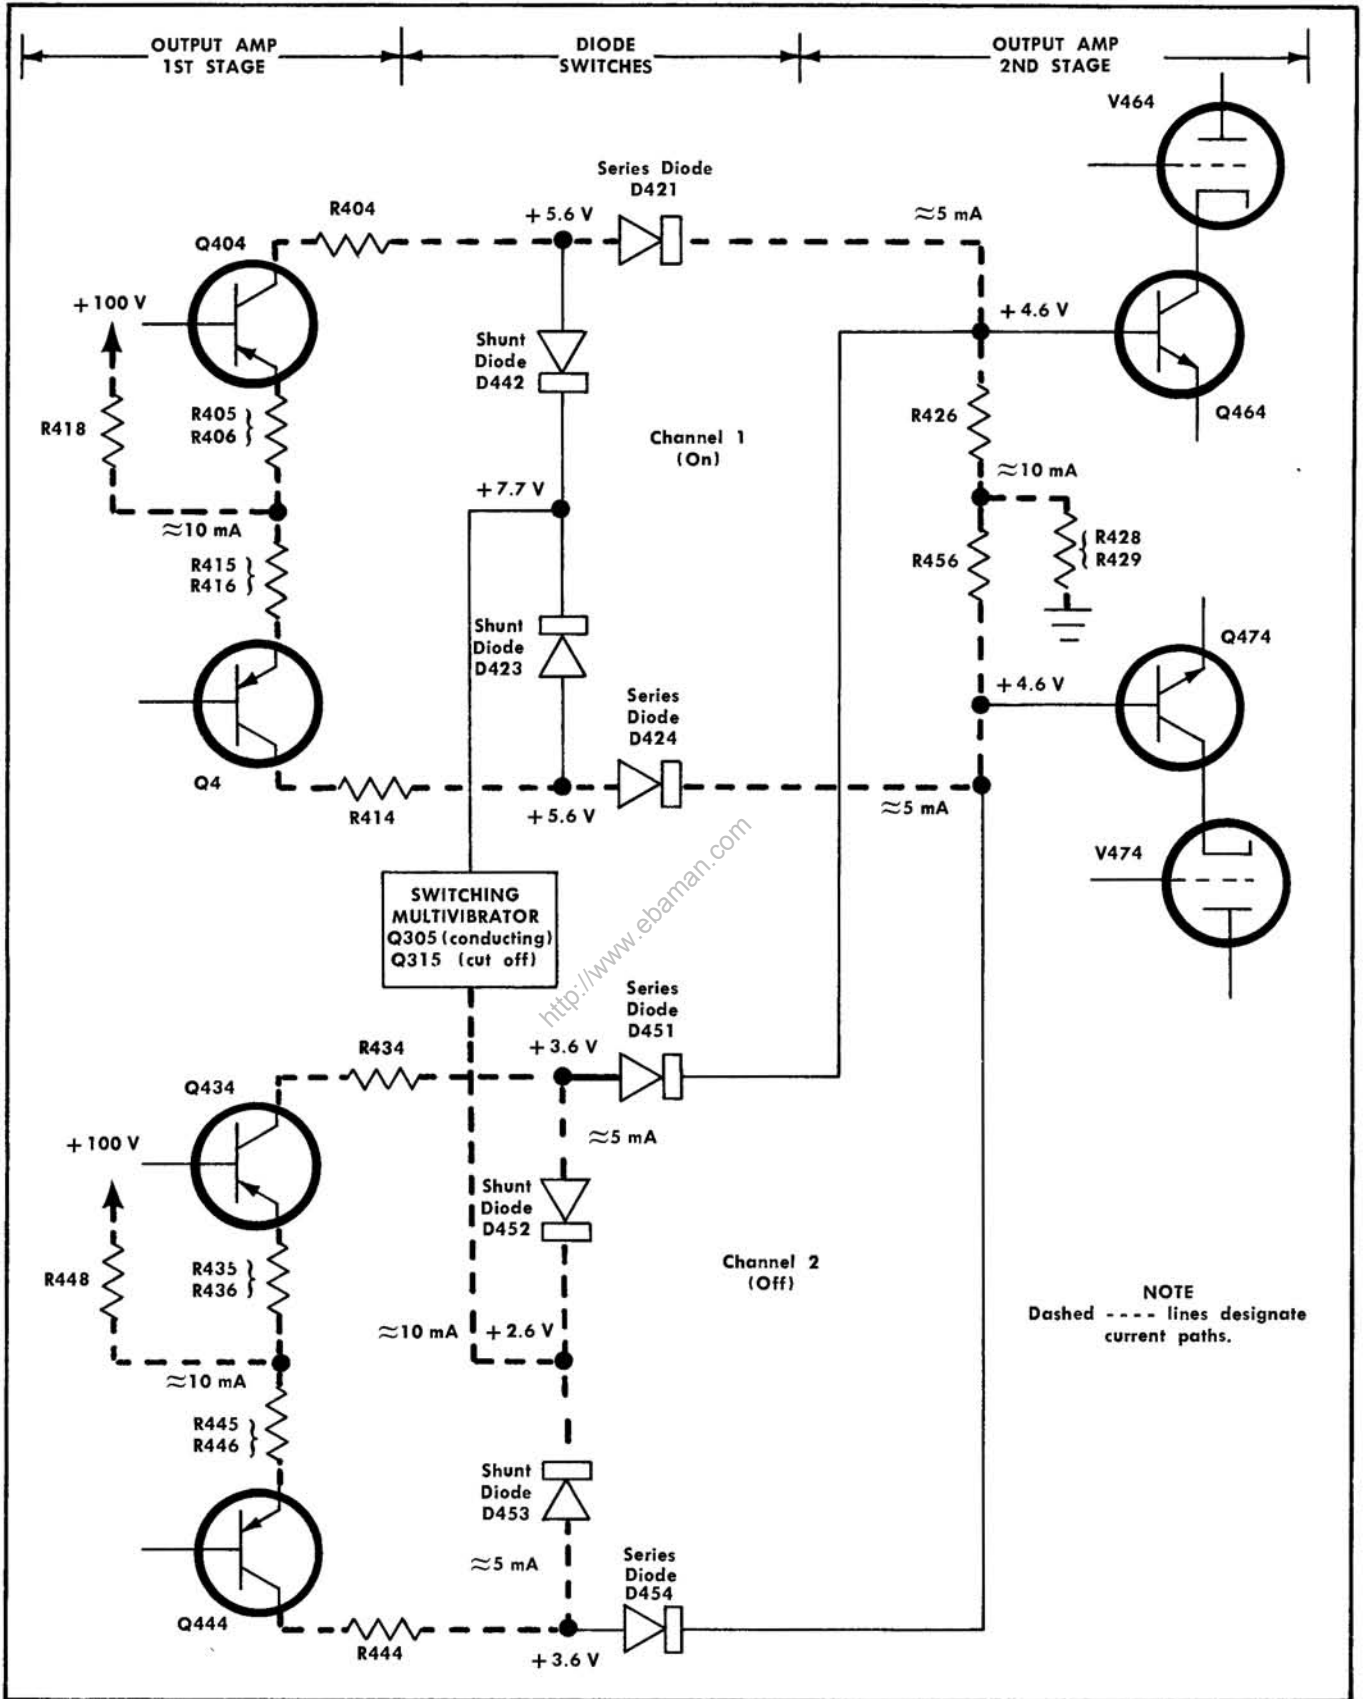 OUTPUT AMP
1ST STAGE
DIODE
SWITCHES
OUTPUT AMP
2ND STAGE
V464
Series Diode
D421
R404
+5.6 V
≈5 mA
Q404
+100 V
+4.6 V
Shunt
Diode
D442
R418
R405
R406
R426
Q464
Channel 1
(On)
≈10 mA
+7.7 V
≈10 mA
R428
R429
R415
R416
R456
Shunt
Diode
D423
Q474
+4.6 V
Series
Diode
D424
Q4
R414
+5.6 V
≈5 mA
V474
SWITCHING
MULTIVIBRATOR
Q305 (conducting)
Q315 (cut off)
http://www.ebaman.com
Series
Diode
D451
R434
+3.6 V
Q434
+100 V
≈5 mA
Shunt
Diode
D452
R448
R435
R436
Channel 2
(Off)
NOTE
Dashed ---- lines designate
current paths.
≈10 mA
+2.6 V
≈10 mA
R445
R446
Shunt
Diode
D453
≈5 mA
Series
Diode
D454
Q444
R444
+3.6 V